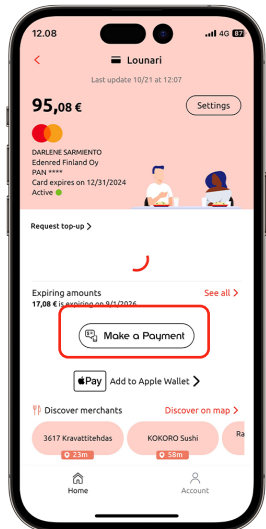 12.08
4G 87
Lounari
Last update 10/21 at 12:07
95,08 €
Settings
DARLENE SARMIENTO
Edenred Finland Oy
PAN ****
Card expires on 12/31/2024
Active
Request top-up >
Expiring amounts
See all >
17,08 € is expiring on 9/1/2026
Make a Payment
Pay
Add to Apple Wallet >
Discover merchants
Discover on map >
3617 Kravattitehdas
KOKORO Sushi
Ra
23m
58m
Home
Account